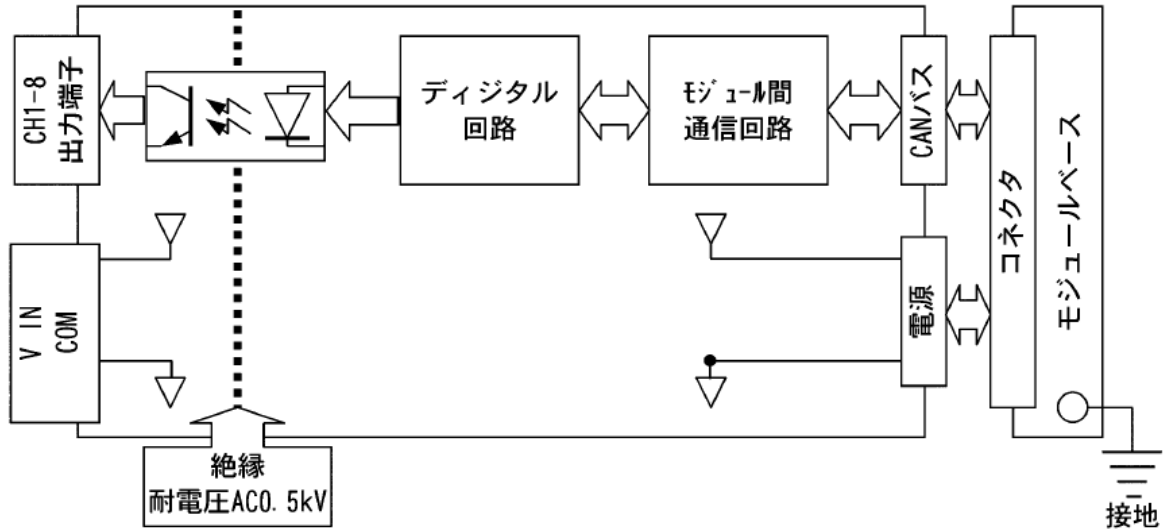 CH1-8
出力端子
ディジタル
回路
ﾓｼﾞｭｰﾙ間
通信回路
CANバス
コネクタ
モジュールベース
V IN
COM
電源
絶縁
耐電圧AC0.5kV
接地